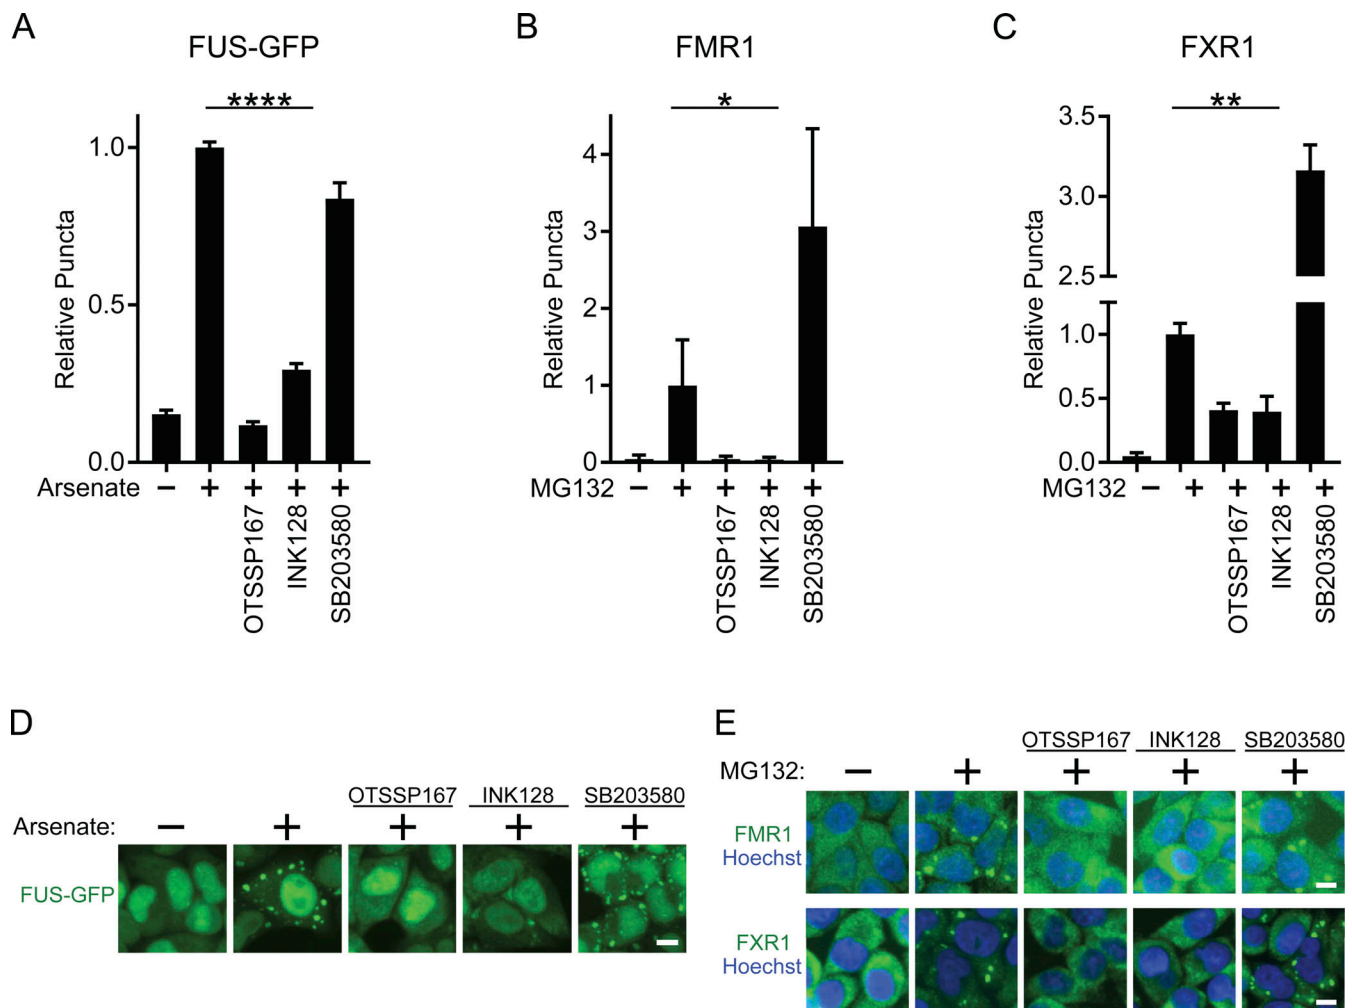 A
FUS-GFP
****
Relative Puncta
1.0
0.5
0.0
Arsenate − + + + +
OTSSP167
INK128
SB203580
B
FMR1
*
Relative Puncta
4
3
2
1
0
MG132 − + + + +
OTSSP167
INK128
SB203580
C
FXR1
**
Relative Puncta
3.5
3.0
2.5
1.0
0.5
0.0
MG132 − + + + +
OTSSP167
INK128
SB203580
D
OTSSP167 INK128 SB203580
Arsenate: − + + + +
FUS-GFP
E
OTSSP167 INK128 SB203580
MG132: − + + + +
FMR1
Hoechst
FXR1
Hoechst